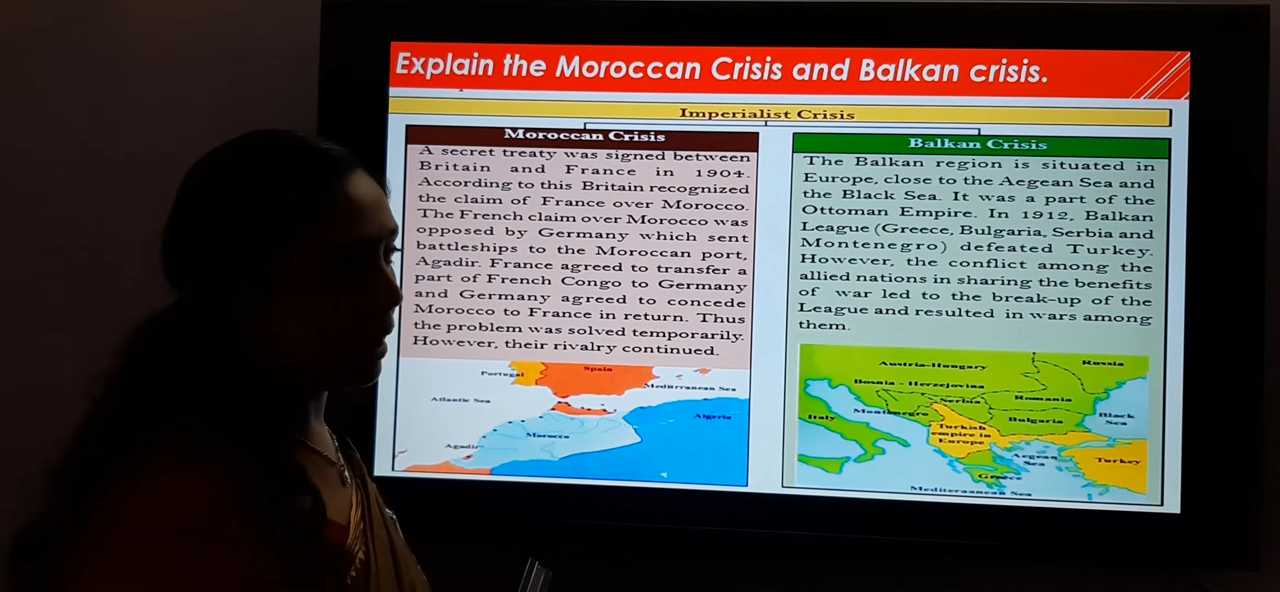 Explain the Moroccan Crisis and Balkan crisis.
Imperialist Crisis
Moroccan Crisis
A secret treaty was signed between
Britain and France in 1904.
According to this Britain recognized
the claim of France over Morocco.
The French claim over Morocco was
opposed by Germany which sent
battleships to the Moroccan port,
Agadir. France agreed to transfer a
part of French Congo to Germany
and Germany agreed to concede
Morocco to France in return. Thus
the problem was solved temporarily.
However, their rivalry continued.
Portugal
Spain
Mediterranean Sea
Atlantic Sea
Algeria
Morocco
Agadir
Balkan Crisis
The Balkan region is situated in
Europe, close to the Aegean Sea and
the Black Sea. It was a part of the
Ottoman Empire. In 1912, Balkan
League (Greece, Bulgaria, Serbia and
Montenegro) defeated Turkey.
However, the conflict among the
allied nations in sharing the benefits
of war led to the break-up of the
League and resulted in wars among
them.
Austria-Hungary
Russia
Bosnia - Herzejovina
Serbia
Romania
Montenegro
Italy
Bulgaria
Black
Sea
Turkish
empire in
Europe
Aegean
Sea
Turkey
Greece
Mediteraanean Sea